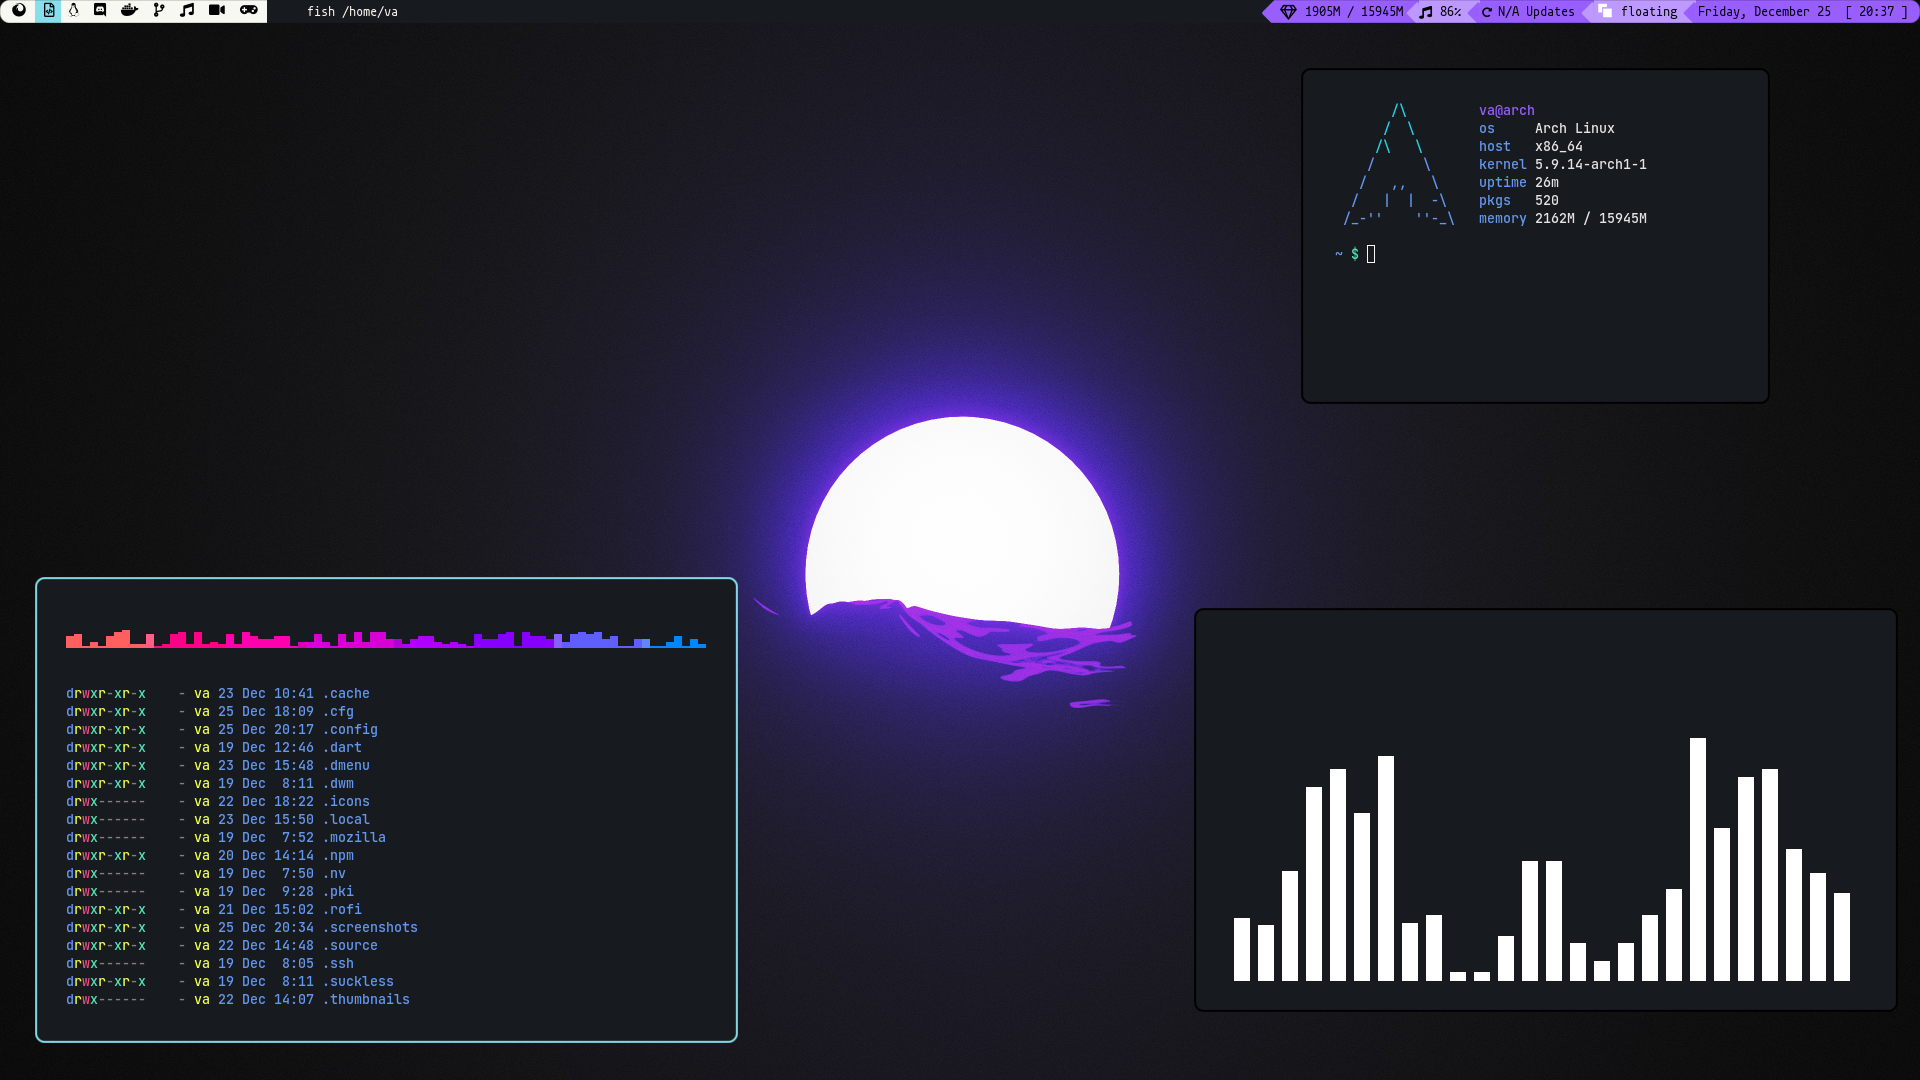 fish /home/va
1905M / 15945M 86% N/A Updates floating Friday, December 25 [ 20:37 ]
va@arch
os Arch Linux
host x86_64
kernel 5.9.14-arch1-1
uptime 26m
pkgs 520
memory 2162M / 15945M
~ $
drwxr-xr-x - va 23 Dec 10:41 .cache
drwxr-xr-x - va 25 Dec 18:09 .cfg
drwxr-xr-x - va 25 Dec 20:17 .config
drwxr-xr-x - va 19 Dec 12:46 .dart
drwxr-xr-x - va 23 Dec 15:48 .dmenu
drwxr-xr-x - va 19 Dec 8:11 .dwm
drwx------ - va 22 Dec 18:22 .icons
drwx------ - va 23 Dec 15:50 .local
drwx------ - va 19 Dec 7:52 .mozilla
drwxr-xr-x - va 20 Dec 14:14 .npm
drwx------ - va 19 Dec 7:50 .nv
drwx------ - va 19 Dec 9:28 .pki
drwxr-xr-x - va 21 Dec 15:02 .rofi
drwxr-xr-x - va 25 Dec 20:34 .screenshots
drwxr-xr-x - va 22 Dec 14:48 .source
drwx------ - va 19 Dec 8:05 .ssh
drwxr-xr-x - va 19 Dec 8:11 .suckless
drwx------ - va 22 Dec 14:07 .thumbnails